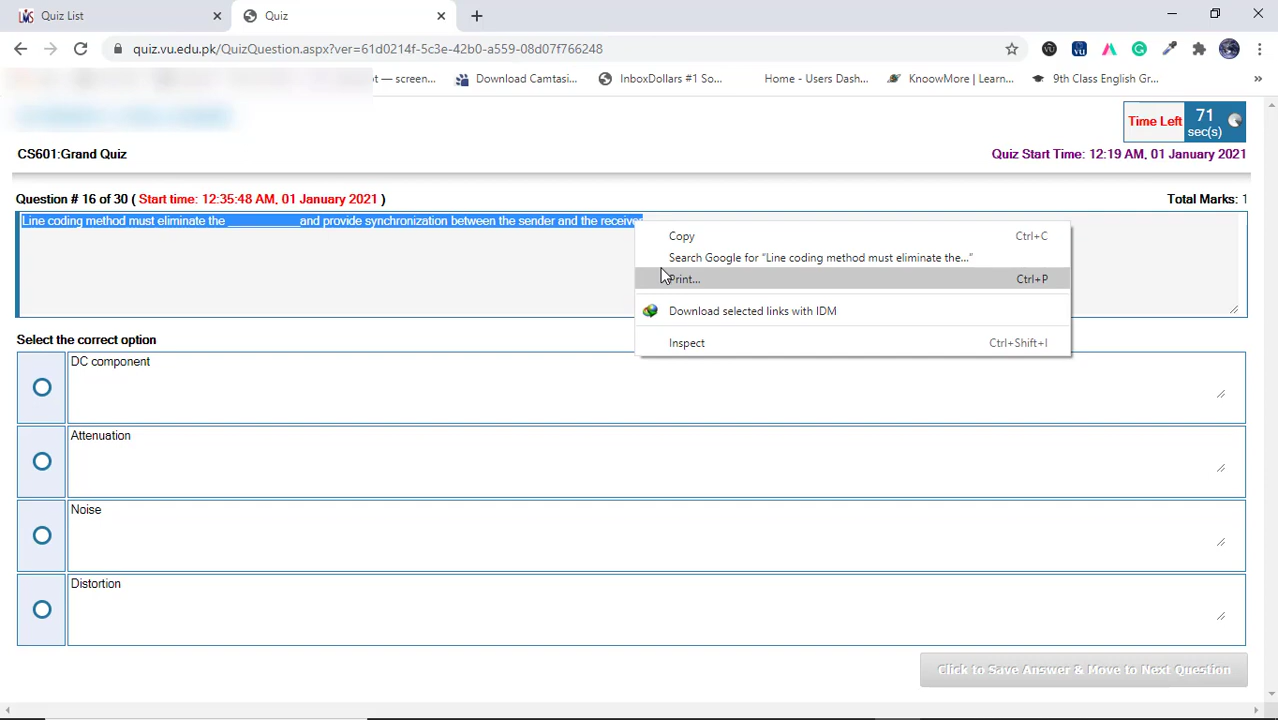 Quiz List
Quiz
quiz.vu.edu.pk/QuizQuestion.aspx?ver=61d0214f-5c3e-42b0-a559-08d07f766248
ot — screen...
Download Camtasi...
InboxDollars #1 So...
Home - Users Dash...
KnoowMore | Learn...
9th Class English Gr...
»
Time Left
71
sec(s)
CS601:Grand Quiz
Quiz Start Time: 12:19 AM, 01 January 2021
Question # 16 of 30 ( Start time: 12:35:48 AM, 01 January 2021 )
Total Marks: 1
Line coding method must eliminate the ____________and provide synchronization between the sender and the receiver
Copy Ctrl+C
Search Google for “Line coding method must eliminate the...”
Print... Ctrl+P
Download selected links with IDM
Inspect Ctrl+Shift+I
Select the correct option
DC component
Attenuation
Noise
Distortion
Click to Save Answer & Move to Next Question